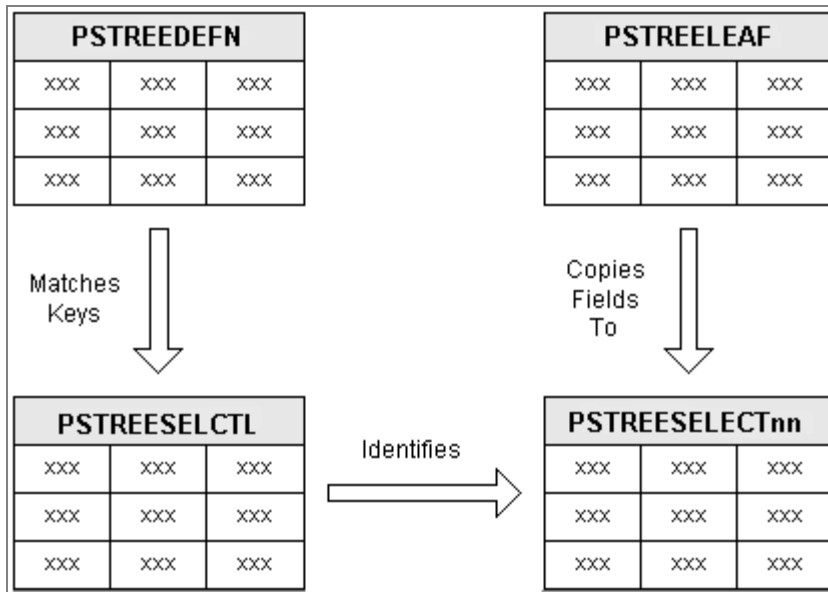 PSTREEDEFN
xxx xxx xxx
xxx xxx xxx
xxx xxx xxx
PSTREELEAF
xxx xxx xxx
xxx xxx xxx
xxx xxx xxx
Matches
Keys
Copies
Fields
To
PSTREESELCTL
xxx xxx xxx
xxx xxx xxx
xxx xxx xxx
Identifies
PSTREESELECTnn
xxx xxx xxx
xxx xxx xxx
xxx xxx xxx